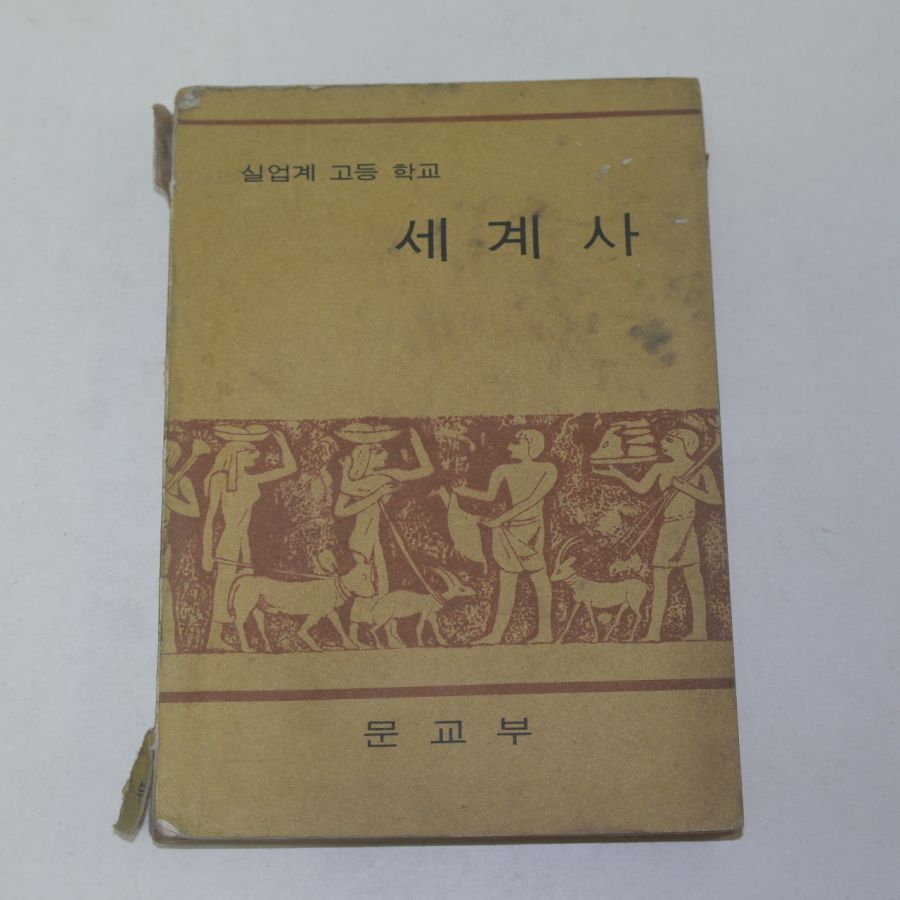 실업계 고등 학교
세계사
문교부